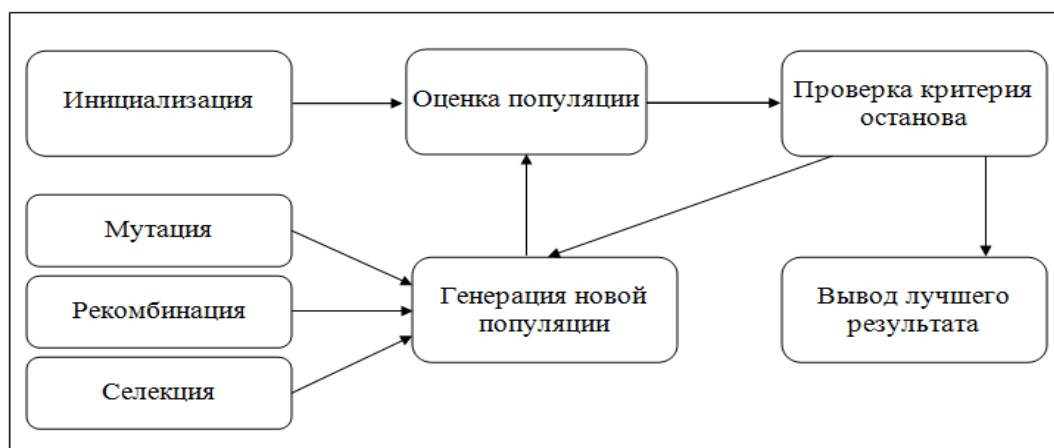 Инициализация
Оценка популяции
Проверка критерия
останова
Мутация
Рекомбинация
Селекция
Генерация новой
популяции
Вывод лучшего
результата